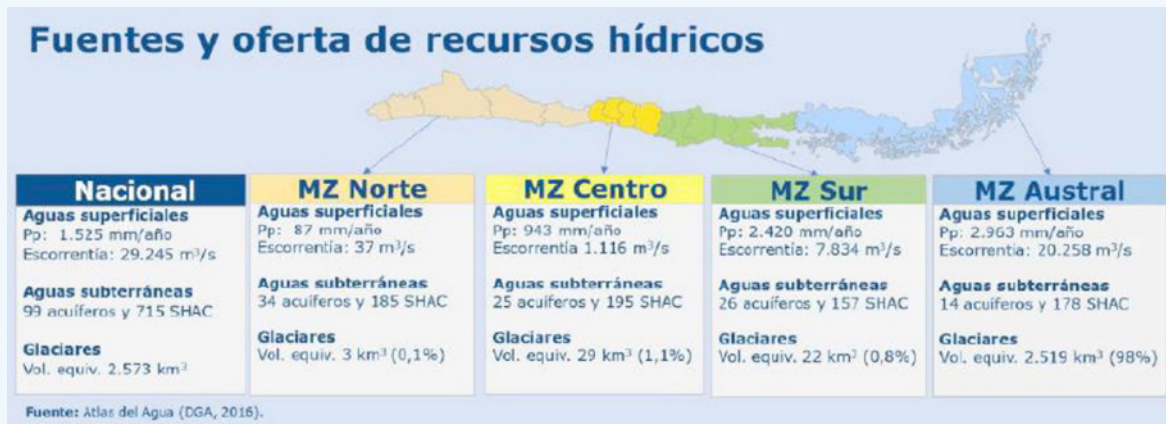 Fuentes y oferta de recursos hídricos
Nacional
Aguas superficiales
Pp: 1.525 mm/año
Escorrentía: 29.245 m³/s
Aguas subterráneas
99 acuíferos y 715 SHAC
Glaciares
Vol. equiv. 2.573 km³
MZ Norte
Aguas superficiales
Pp: 87 mm/año
Escorrentía: 37 m³/s
Aguas subterráneas
34 acuíferos y 185 SHAC
Glaciares
Vol. equiv. 3 km³ (0,1%)
MZ Centro
Aguas superficiales
Pp: 943 mm/año
Escorrentía 1.116 m³/s
Aguas subterráneas
25 acuíferos y 195 SHAC
Glaciares
Vol. equiv. 29 km³ (1,1%)
MZ Sur
Aguas superficiales
Pp: 2.420 mm/año
Escorrentía: 7.834 m³/s
Aguas subterráneas
26 acuíferos y 157 SHAC
Glaciares
Vol. equiv. 22 km³ (0,8%)
MZ Austral
Aguas superficiales
Pp: 2.963 mm/año
Escorrentía: 20.258 m³/s
Aguas subterráneas
14 acuíferos y 178 SHAC
Glaciares
Vol. equiv. 2.519 km³ (98%)
Fuente: Atlas del Agua (DGA, 2016).